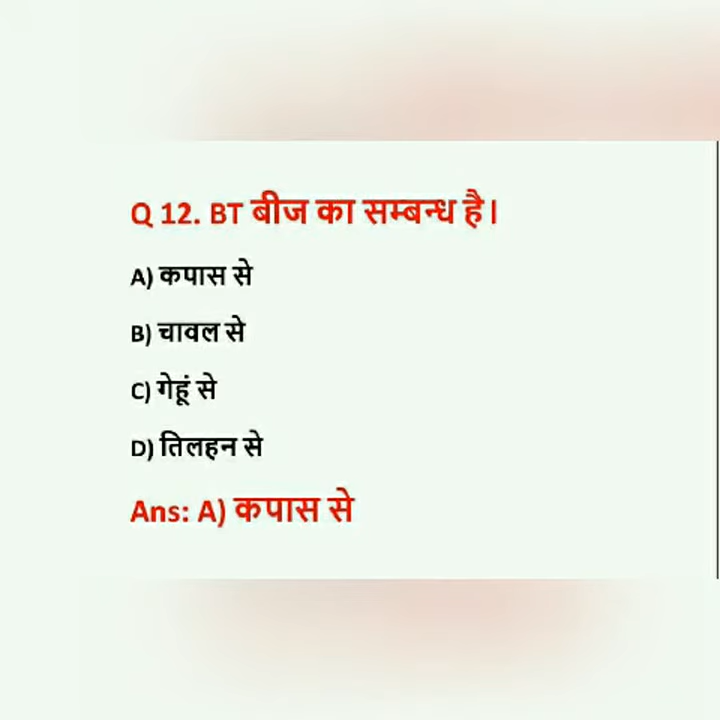 Q 12. BT बीज का सम्बन्ध है।
A) कपास से
B) चावल से
C) गेहूं से
D) तिलहन से
Ans: A) कपास से